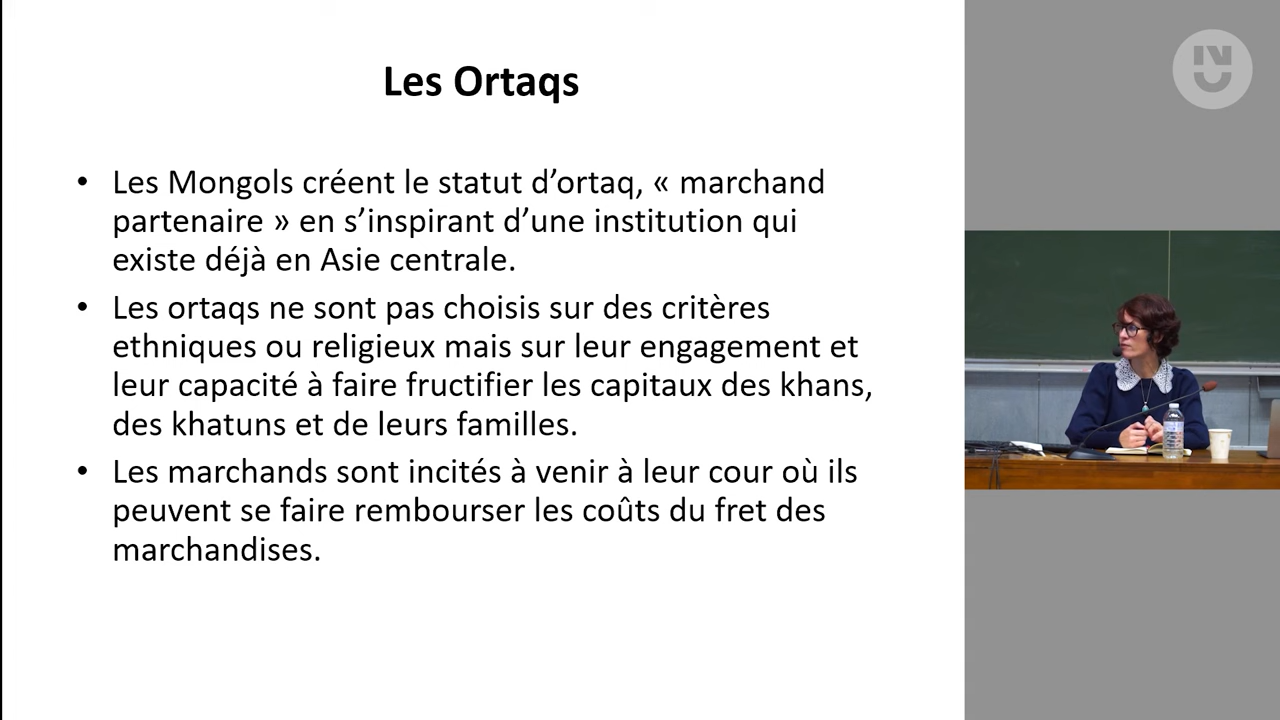 Les Ortaqs
• Les Mongols créent le statut d’ortaq, « marchand
partenaire » en s’inspirant d’une institution qui
existe déjà en Asie centrale.
• Les ortaqs ne sont pas choisis sur des critères
ethniques ou religieux mais sur leur engagement et
leur capacité à faire fructifier les capitaux des khans,
des khatuns et de leurs familles.
• Les marchands sont incités à venir à leur cour où ils
peuvent se faire rembourser les coûts du fret des
marchandises.